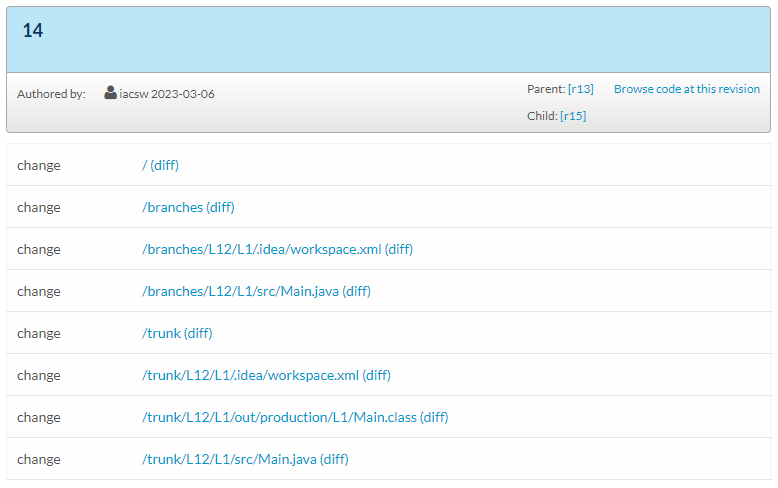 14
Authored by: iacsw 2023-03-06 Parent: [r13] Browse code at this revision
Child: [r15]
change /(diff)
change /branches (diff)
change /branches/L12/L1/.idea/workspace.xml (diff)
change /branches/L12/L1/src/Main.java (diff)
change /trunk (diff)
change /trunk/L12/L1/.idea/workspace.xml (diff)
change /trunk/L12/L1/out/production/L1/Main.class (diff)
change /trunk/L12/L1/src/Main.java (diff)